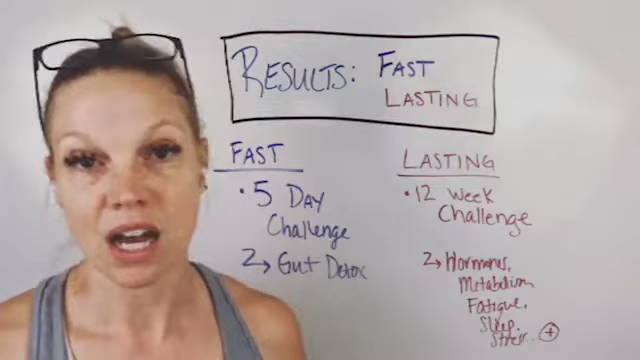 RESULTS: FAST
LASTING
FAST
• 5 DAY
Challenge
2→ Gut Detox
LASTING
• 12 Week
Challenge
2→ Hormones,
Metabolism
Fatigue,
Sleep,
Stress.. +